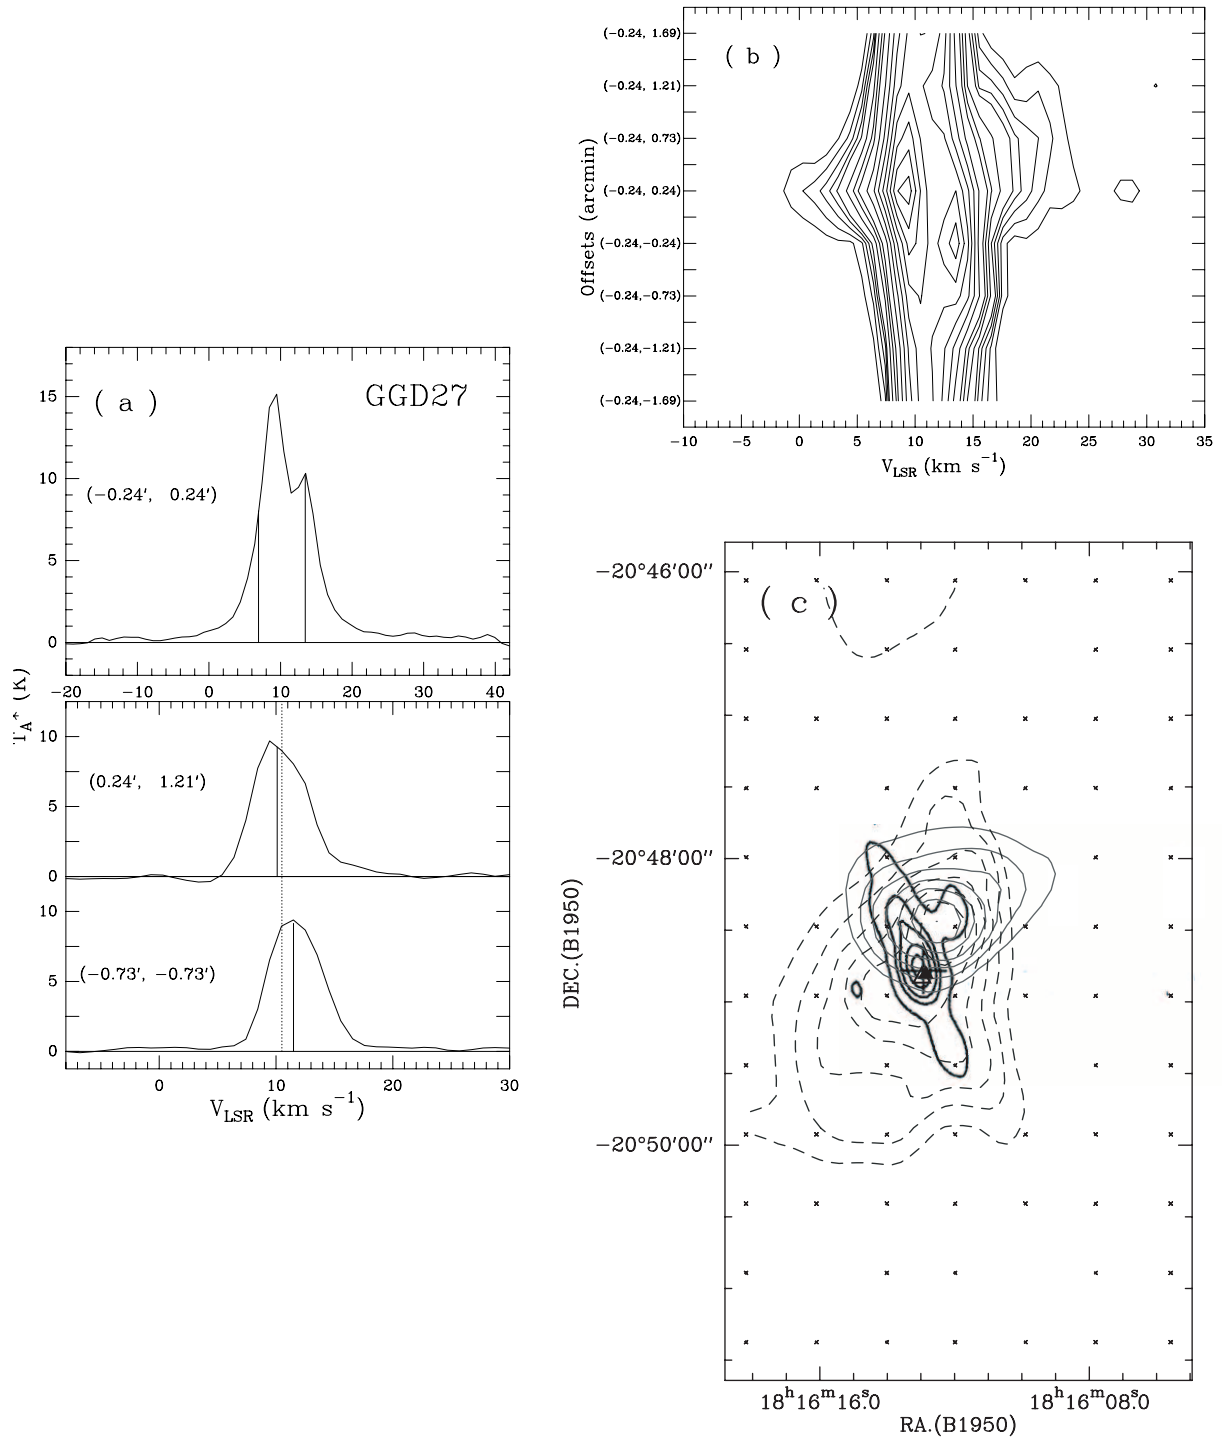 ( a )
GGD27
15
(−0.24′, 0.24′)
10
5
0
−20 −10 0 10 20 30 40
T_A* (K)
10
(0.24′, 1.21′)
5
0
10
(−0.73′, −0.73′)
5
0
0 10 20 30
V_LSR (km s⁻¹)
( b )
(−0.24, 1.69)
(−0.24, 1.21)
(−0.24, 0.73)
(−0.24, 0.24)
(−0.24,−0.24)
(−0.24,−0.73)
(−0.24,−1.21)
(−0.24,−1.69)
Offsets (arcmin)
−10 −5 0 5 10 15 20 25 30 35
V_LSR (km s⁻¹)
( c )
−20°46′00″
−20°48′00″
−20°50′00″
DEC.(B1950)
18ʰ16ᵐ16ˢ.0 18ʰ16ᵐ08ˢ.0
RA.(B1950)